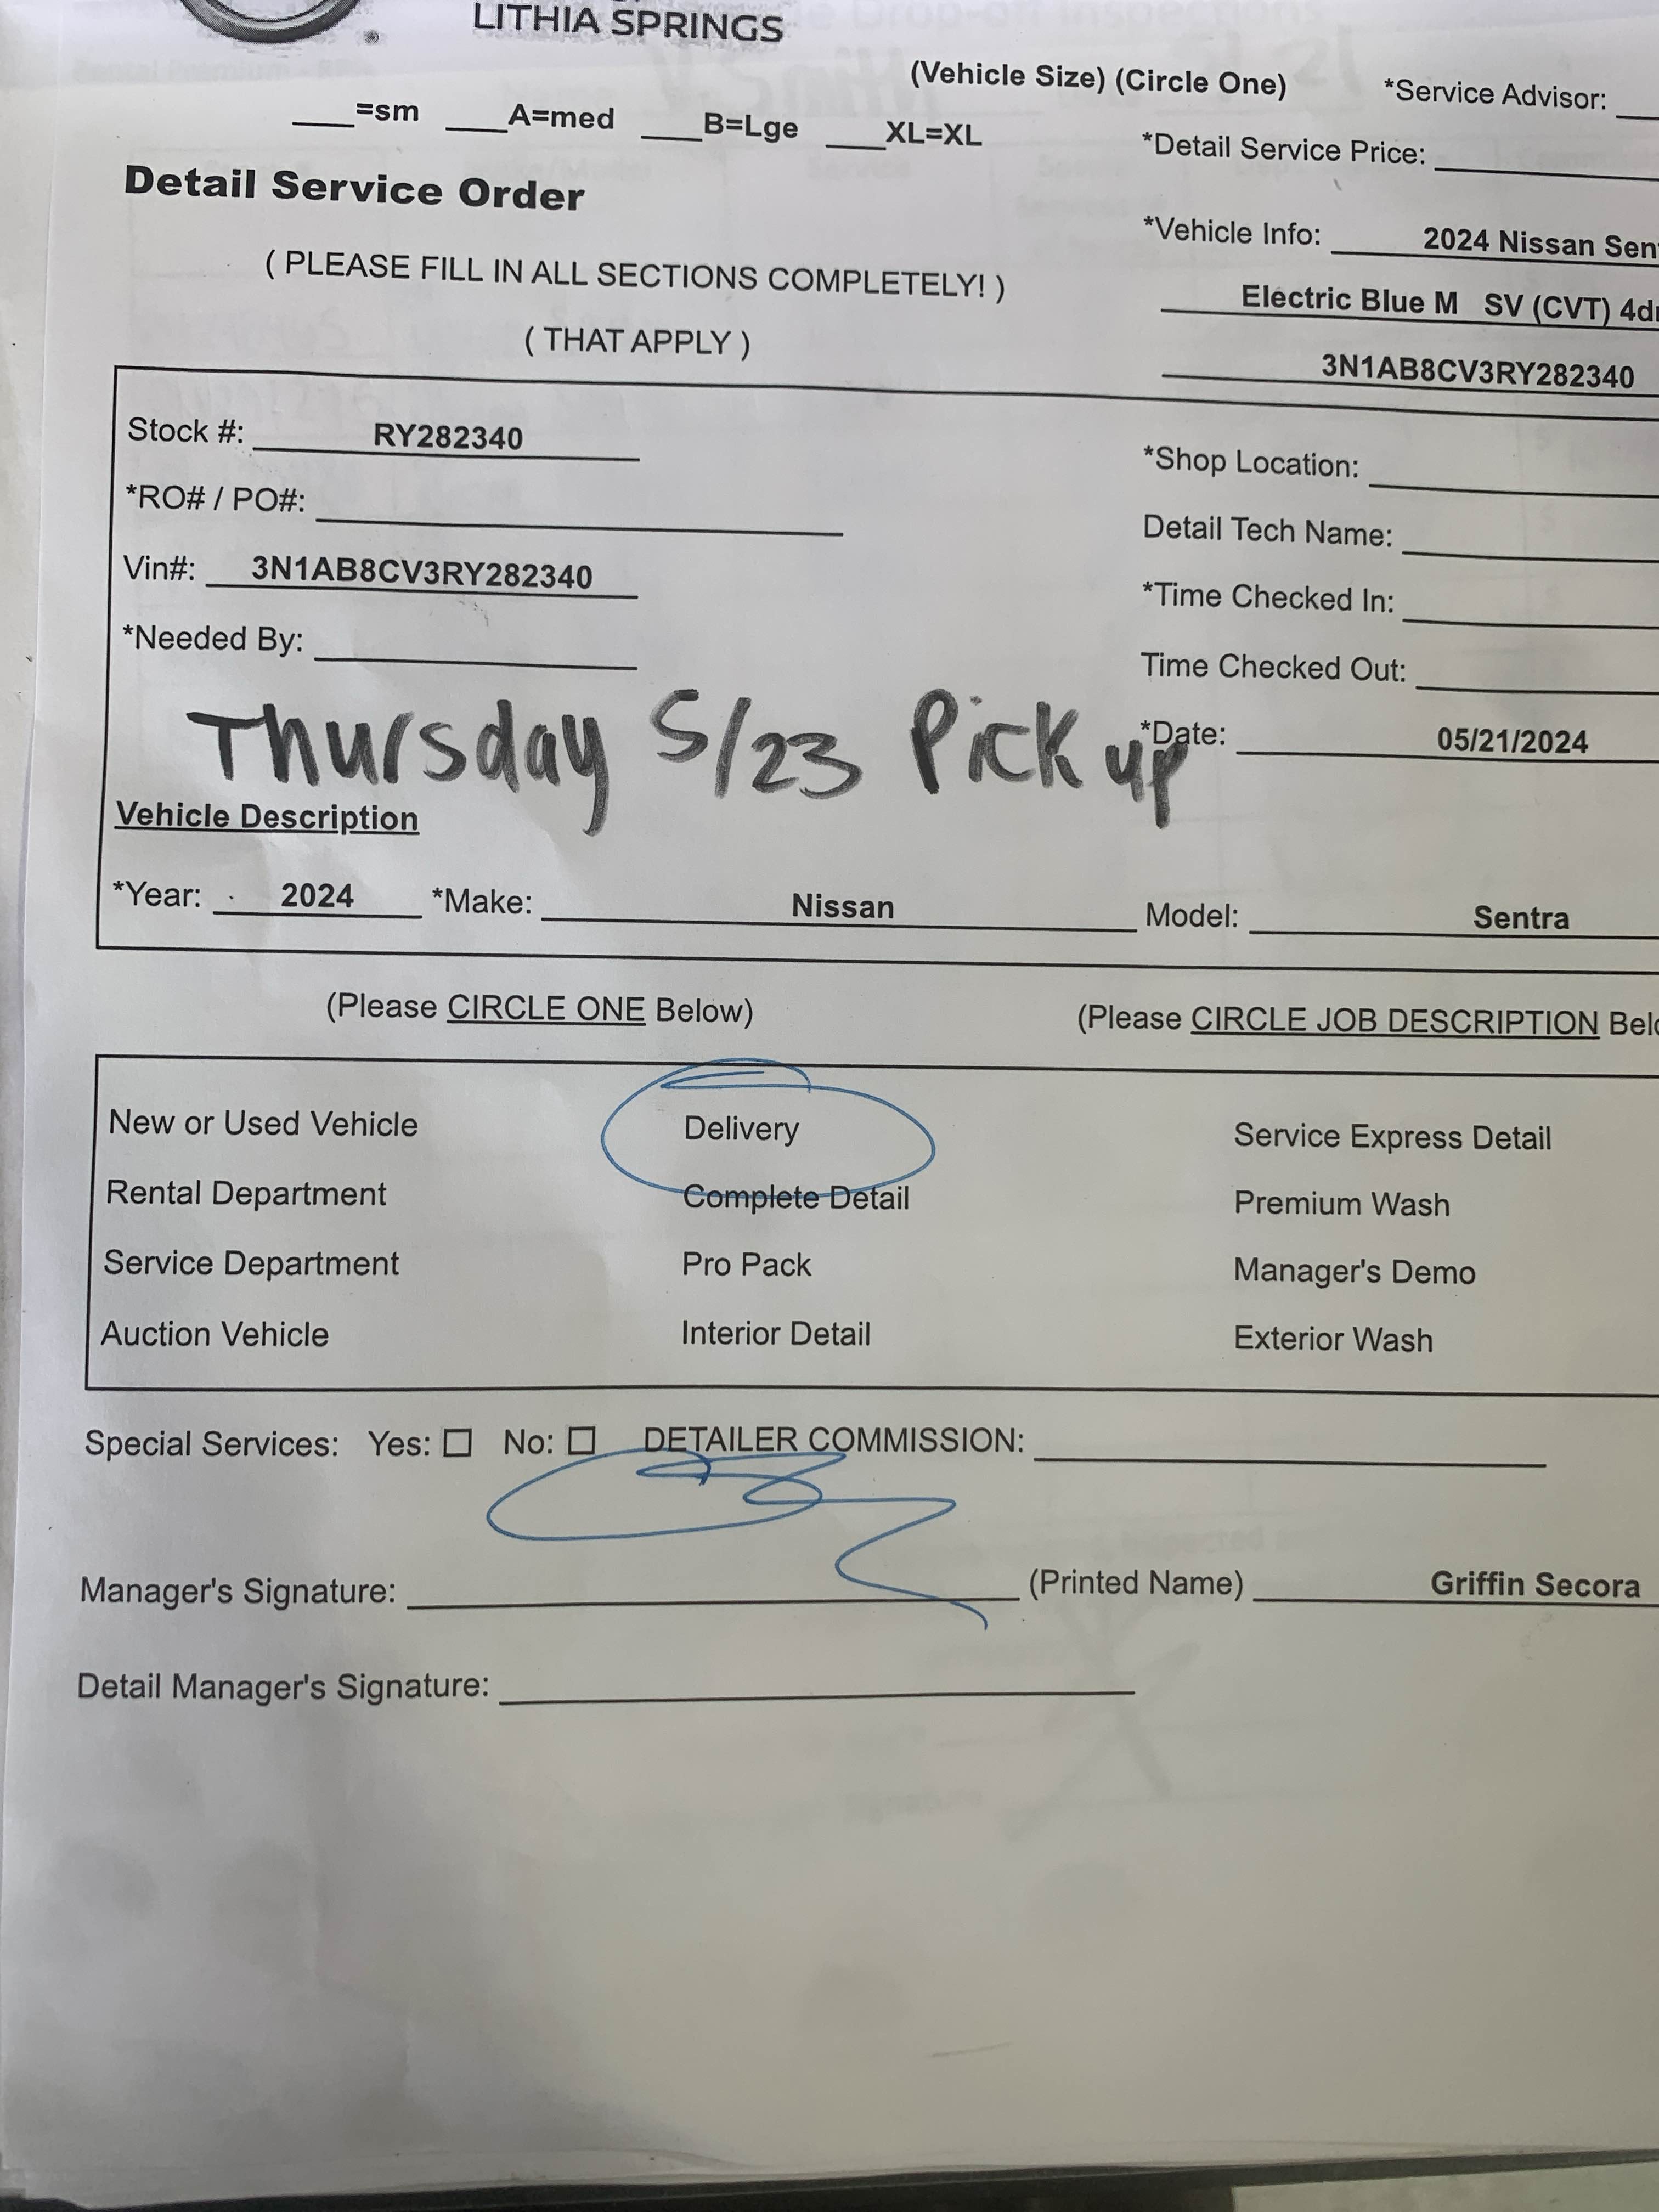 LITHIA SPRINGS
(Vehicle Size) (Circle One) *Service Advisor:
=sm A=med B=Lge XL=XL
*Detail Service Price:
Detail Service Order
*Vehicle Info: 2024 Nissan Sen
( PLEASE FILL IN ALL SECTIONS COMPLETELY! )
Electric Blue M SV (CVT) 4d
( THAT APPLY )
3N1AB8CV3RY282340
Stock #: RY282340
*Shop Location:
*RO# / PO#:
Detail Tech Name:
Vin#: 3N1AB8CV3RY282340
*Time Checked In:
*Needed By:
Time Checked Out:
Thursday 5/23 Pick up
*Date: 05/21/2024
Vehicle Description
*Year: 2024 *Make: Nissan Model: Sentra
(Please CIRCLE ONE Below) (Please CIRCLE JOB DESCRIPTION Bel
New or Used Vehicle Delivery Service Express Detail
Rental Department Complete Detail Premium Wash
Service Department Pro Pack Manager's Demo
Auction Vehicle Interior Detail Exterior Wash
Special Services: Yes: No: DETAILER COMMISSION:
Manager's Signature: (Printed Name) Griffin Secora
Detail Manager's Signature: